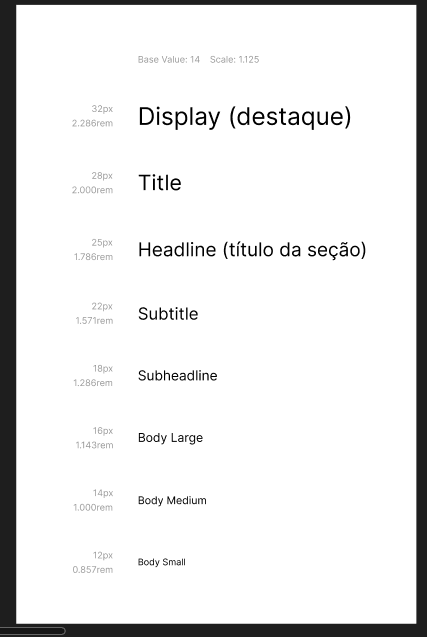 Base Value: 14 Scale: 1.125
32px
2.286rem
Display (destaque)
28px
2.000rem
Title
25px
1.786rem
Headline (título da seção)
22px
1.571rem
Subtitle
18px
1.286rem
Subheadline
16px
1.143rem
Body Large
14px
1.000rem
Body Medium
12px
0.857rem
Body Small